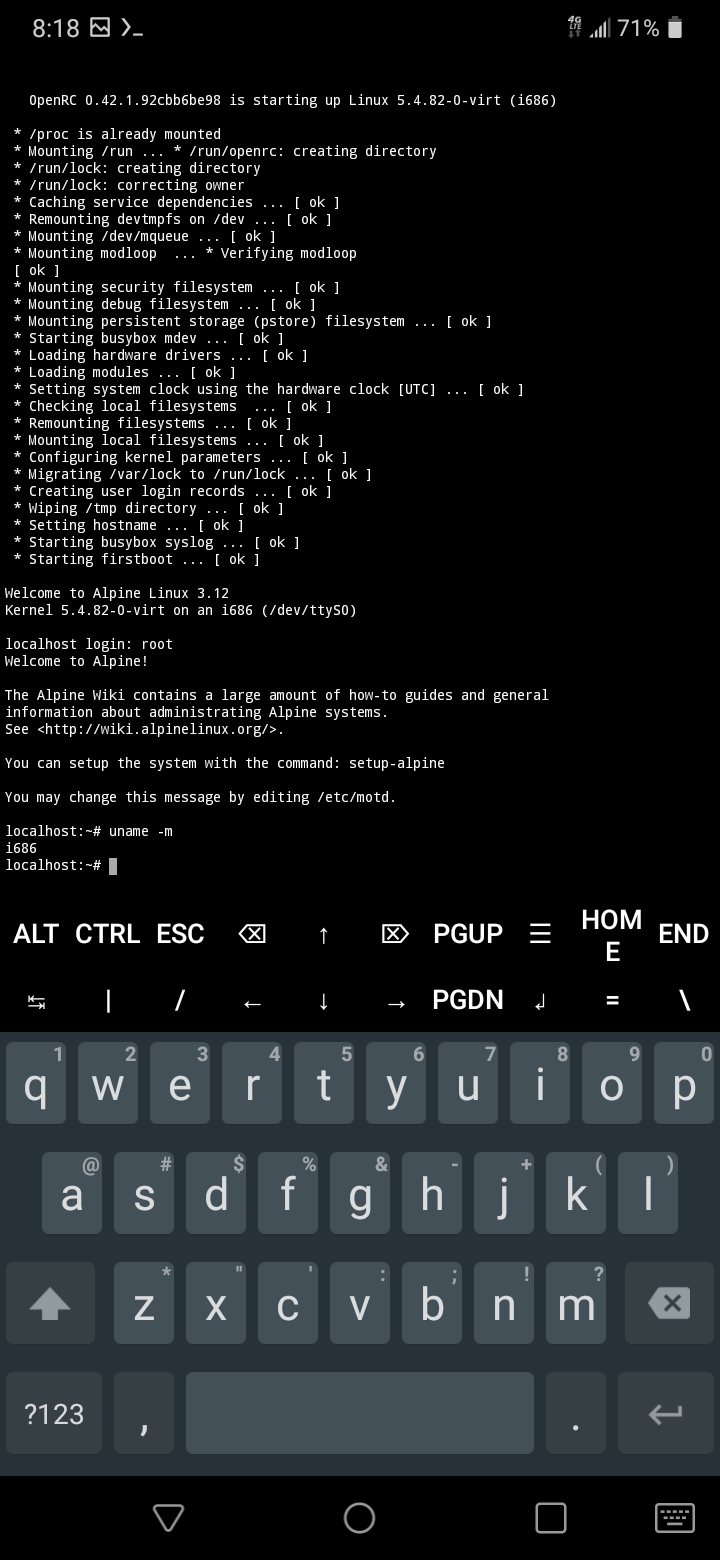 8:18 4G LTE 71%
OpenRC 0.42.1.92cbb6be98 is starting up Linux 5.4.82-0-virt (i686)
* /proc is already mounted
* Mounting /run ... * /run/openrc: creating directory
* /run/lock: creating directory
* /run/lock: correcting owner
* Caching service dependencies ... [ ok ]
* Remounting devtmpfs on /dev ... [ ok ]
* Mounting /dev/mqueue ... [ ok ]
* Mounting modloop  ... * Verifying modloop
[ ok ]
* Mounting security filesystem ... [ ok ]
* Mounting debug filesystem ... [ ok ]
* Mounting persistent storage (pstore) filesystem ... [ ok ]
* Starting busybox mdev ... [ ok ]
* Loading hardware drivers ... [ ok ]
* Loading modules ... [ ok ]
* Setting system clock using the hardware clock [UTC] ... [ ok ]
* Checking local filesystems  ... [ ok ]
* Remounting filesystems ... [ ok ]
* Mounting local filesystems ... [ ok ]
* Configuring kernel parameters ... [ ok ]
* Migrating /var/lock to /run/lock ... [ ok ]
* Creating user login records ... [ ok ]
* Wiping /tmp directory ... [ ok ]
* Setting hostname ... [ ok ]
* Starting busybox syslog ... [ ok ]
* Starting firstboot ... [ ok ]
Welcome to Alpine Linux 3.12
Kernel 5.4.82-0-virt on an i686 (/dev/ttyS0)
localhost login: root
Welcome to Alpine!
The Alpine Wiki contains a large amount of how-to guides and general
information about administrating Alpine systems.
See <http://wiki.alpinelinux.org/>.
You can setup the system with the command: setup-alpine
You may change this message by editing /etc/motd.
localhost:~# uname -m
i686
localhost:~#
ALT CTRL ESC ⌫ ↑ ⌦ PGUP ☰ HOME END
↹ | / ← ↓ → PGDN ↲ = \
1 2 3 4 5 6 7 8 9 0
q w e r t y u i o p
@ # $ % & - + ( )
a s d f g h j k l
* " ' : ; ! ?
z x c v b n m
?123 , .